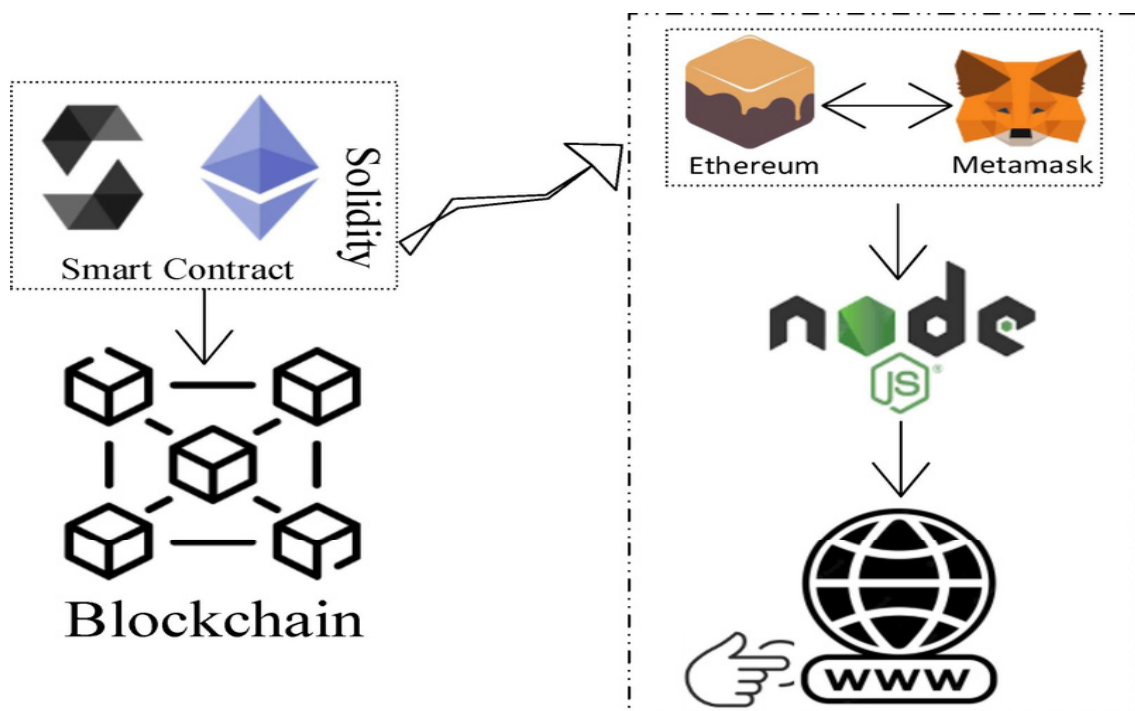 Solidity
Smart Contract
Blockchain
Ethereum
Metamask
node
JS
®
WWW